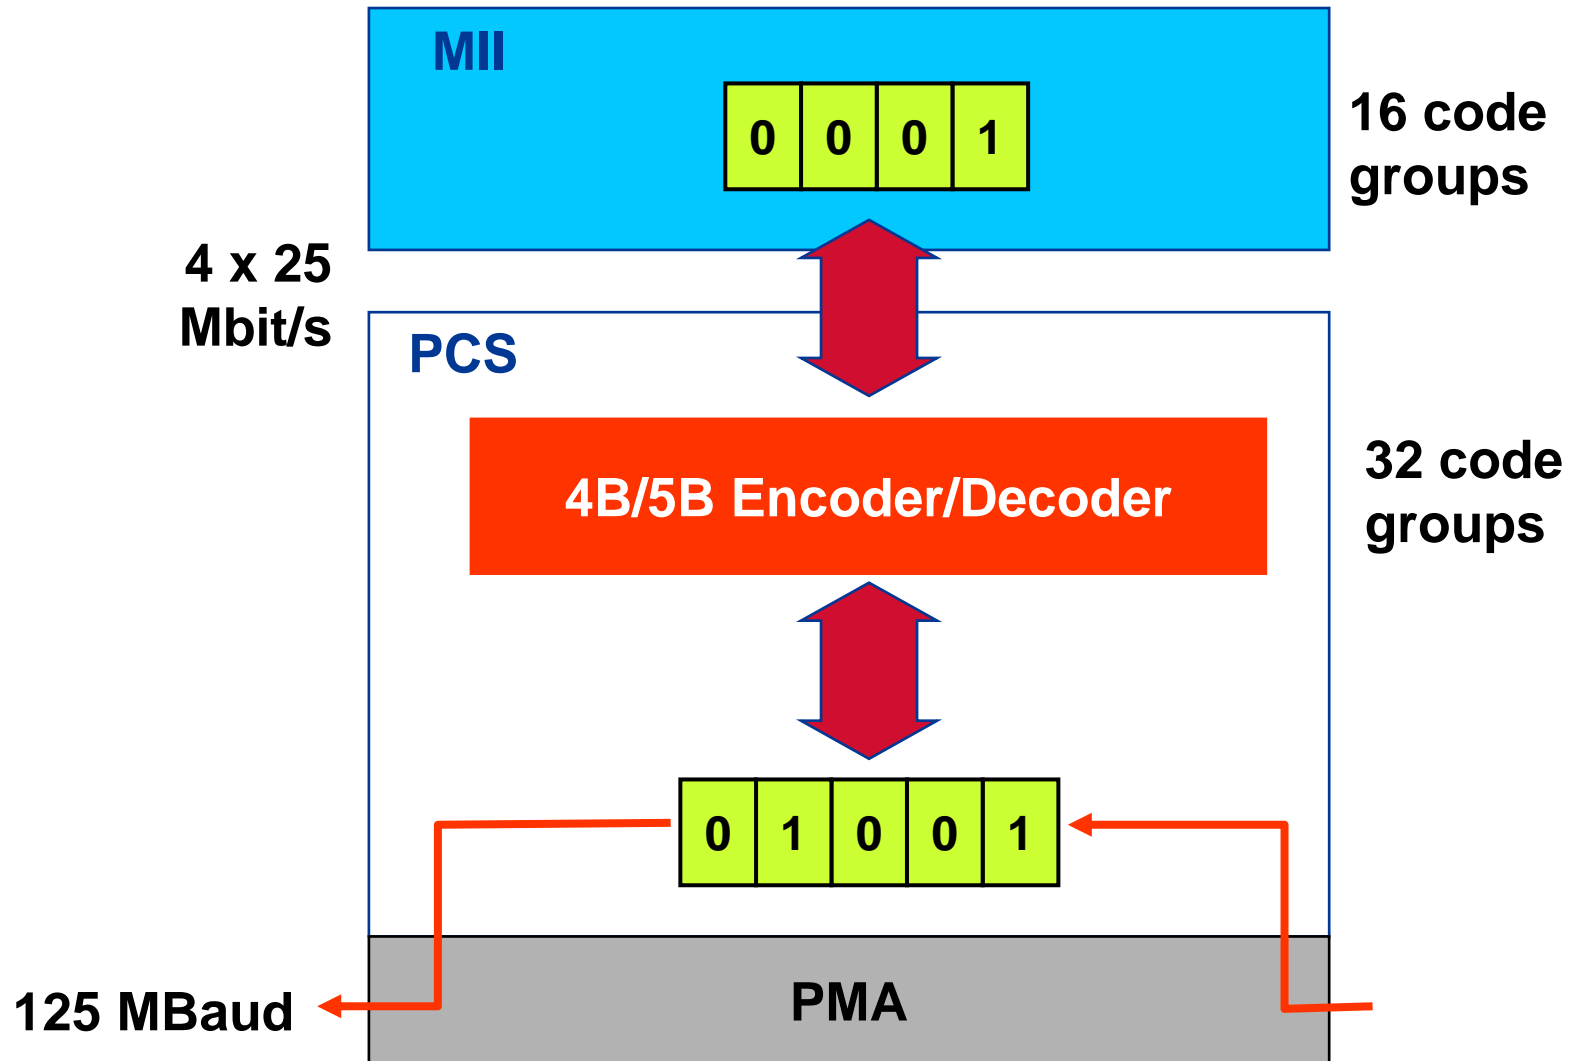 MII
0 0 0 1
16 code
groups
4 x 25
Mbit/s
PCS
4B/5B Encoder/Decoder
32 code
groups
0 1 0 0 1
125 MBaud
PMA